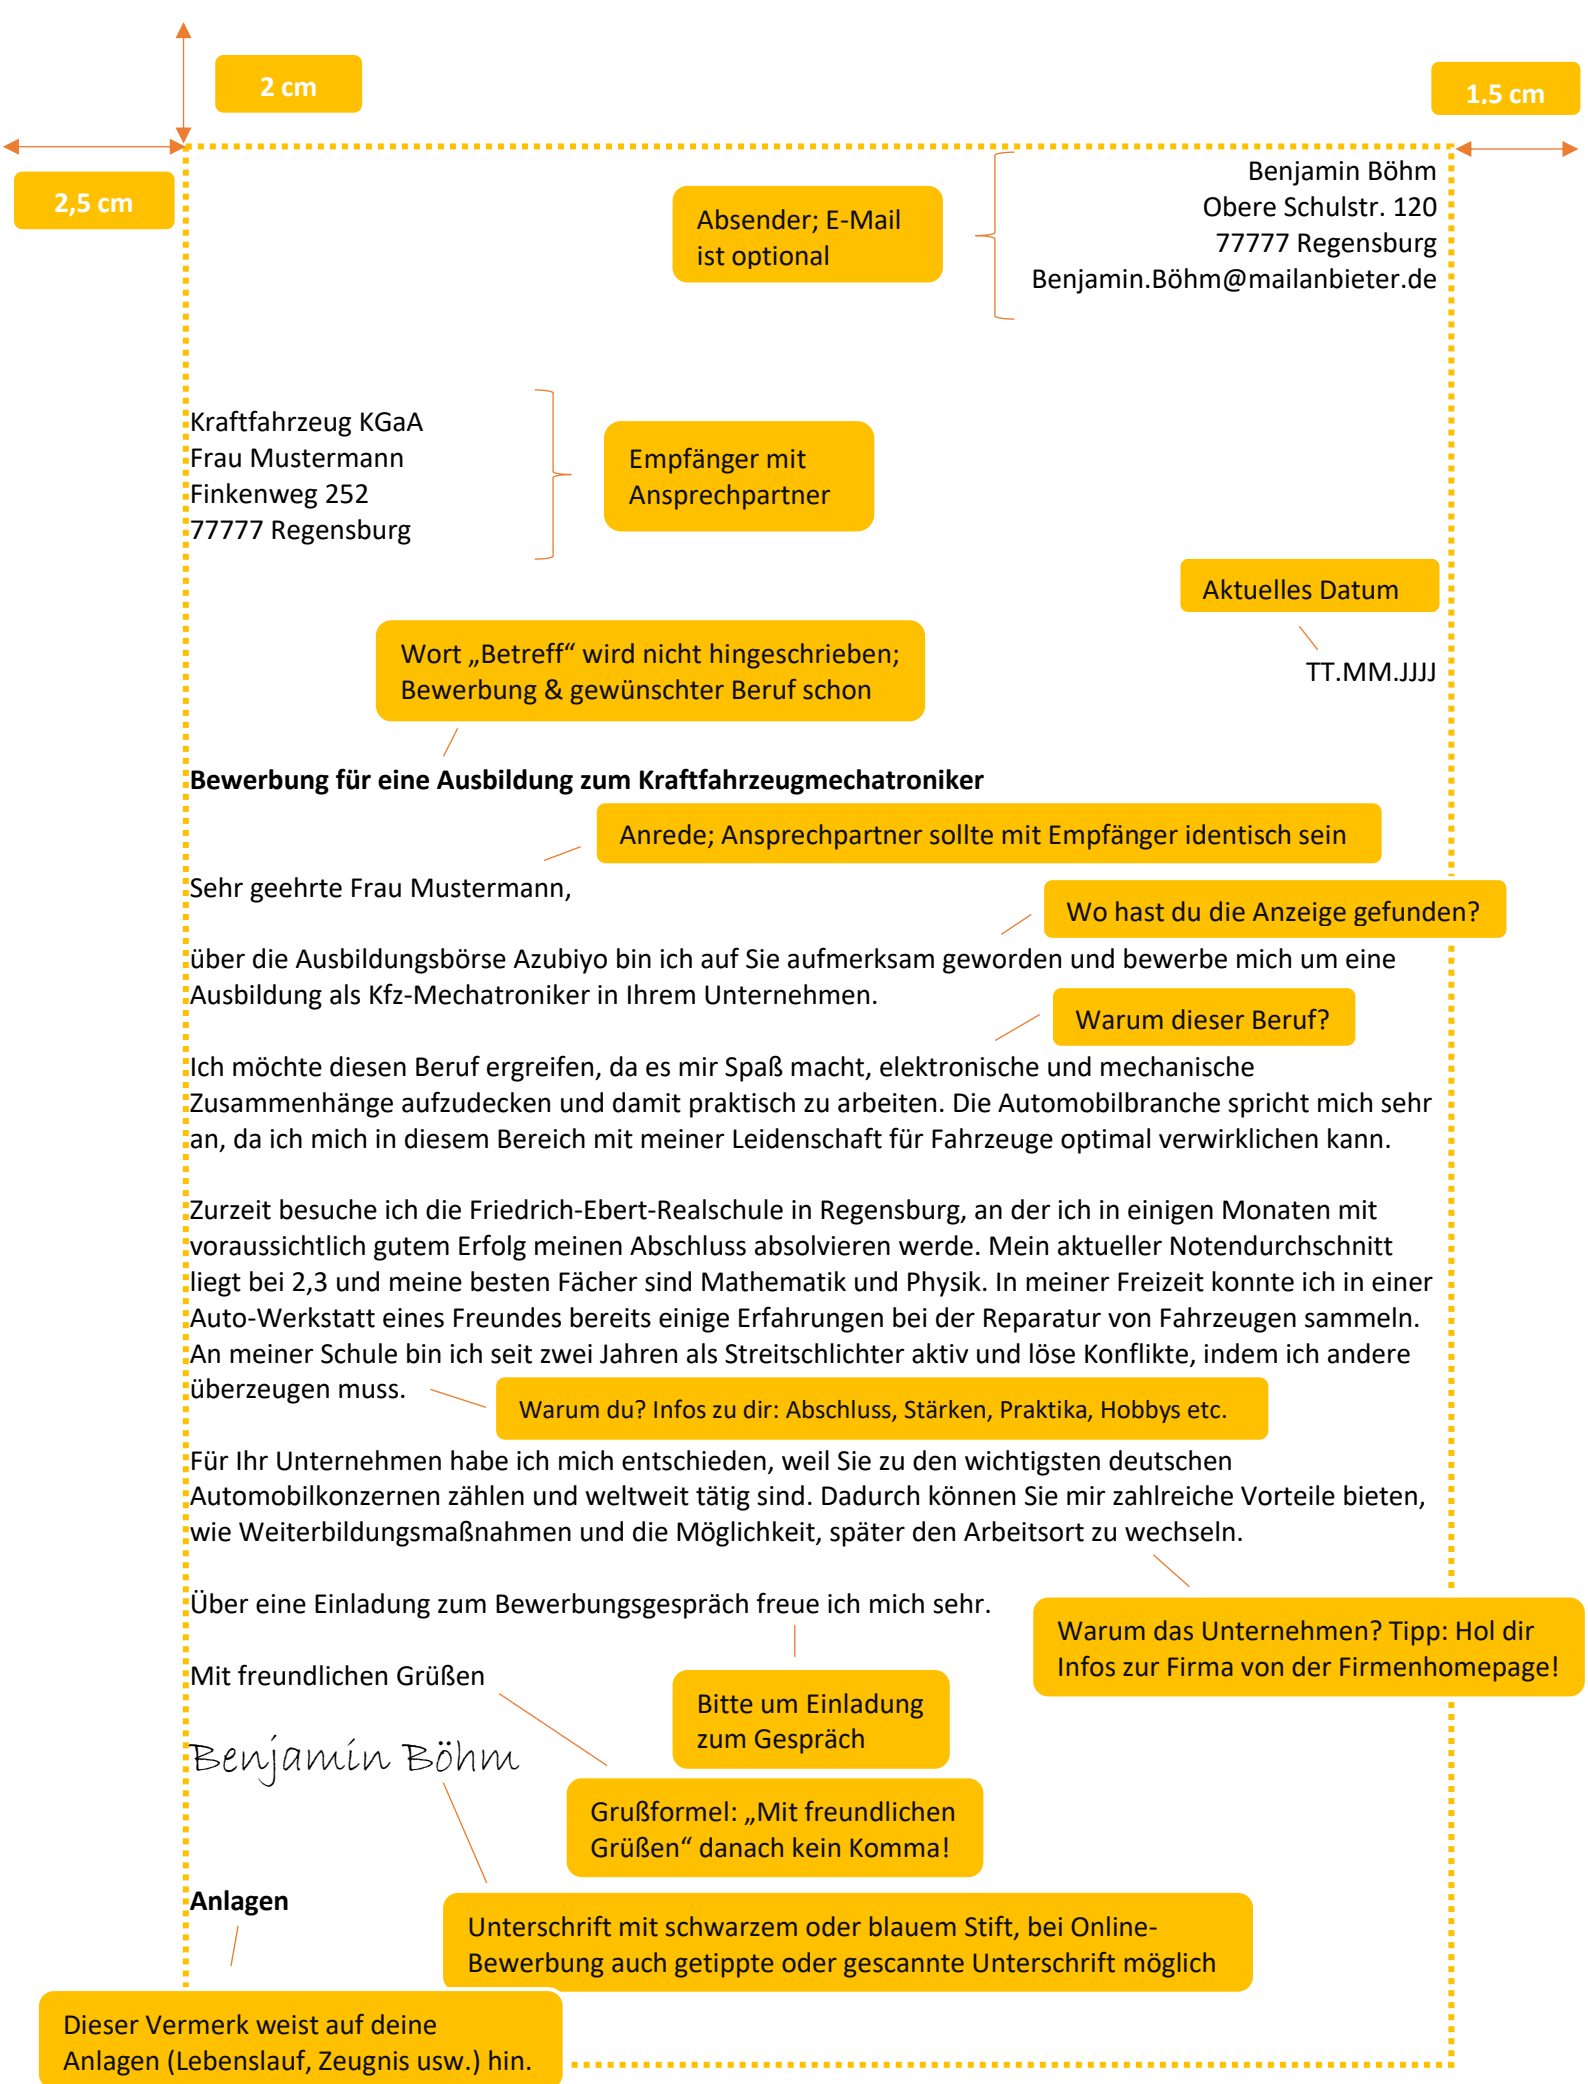 2 cm
1,5 cm
2,5 cm
Benjamin Böhm
Obere Schulstr. 120
77777 Regensburg
Benjamin.Böhm@mailanbieter.de
Absender; E-Mail
ist optional
Kraftfahrzeug KGaA
Frau Mustermann
Finkenweg 252
77777 Regensburg
Empfänger mit
Ansprechpartner
Aktuelles Datum
TT.MM.JJJJ
Wort „Betreff“ wird nicht hingeschrieben;
Bewerbung & gewünschter Beruf schon
Bewerbung für eine Ausbildung zum Kraftfahrzeugmechatroniker
Anrede; Ansprechpartner sollte mit Empfänger identisch sein
Sehr geehrte Frau Mustermann,
Wo hast du die Anzeige gefunden?
über die Ausbildungsbörse Azubiyo bin ich auf Sie aufmerksam geworden und bewerbe mich um eine
Ausbildung als Kfz-Mechatroniker in Ihrem Unternehmen.
Warum dieser Beruf?
Ich möchte diesen Beruf ergreifen, da es mir Spaß macht, elektronische und mechanische
Zusammenhänge aufzudecken und damit praktisch zu arbeiten. Die Automobilbranche spricht mich sehr
an, da ich mich in diesem Bereich mit meiner Leidenschaft für Fahrzeuge optimal verwirklichen kann.
Zurzeit besuche ich die Friedrich-Ebert-Realschule in Regensburg, an der ich in einigen Monaten mit
voraussichtlich gutem Erfolg meinen Abschluss absolvieren werde. Mein aktueller Notendurchschnitt
liegt bei 2,3 und meine besten Fächer sind Mathematik und Physik. In meiner Freizeit konnte ich in einer
Auto-Werkstatt eines Freundes bereits einige Erfahrungen bei der Reparatur von Fahrzeugen sammeln.
An meiner Schule bin ich seit zwei Jahren als Streitschlichter aktiv und löse Konflikte, indem ich andere
überzeugen muss.
Warum du? Infos zu dir: Abschluss, Stärken, Praktika, Hobbys etc.
Für Ihr Unternehmen habe ich mich entschieden, weil Sie zu den wichtigsten deutschen
Automobilkonzernen zählen und weltweit tätig sind. Dadurch können Sie mir zahlreiche Vorteile bieten,
wie Weiterbildungsmaßnahmen und die Möglichkeit, später den Arbeitsort zu wechseln.
Über eine Einladung zum Bewerbungsgespräch freue ich mich sehr.
Warum das Unternehmen? Tipp: Hol dir
Infos zur Firma von der Firmenhomepage!
Mit freundlichen Grüßen
Bitte um Einladung
zum Gespräch
Benjamin Böhm
Grußformel: „Mit freundlichen
Grüßen“ danach kein Komma!
Anlagen
Unterschrift mit schwarzem oder blauem Stift, bei Online-
Bewerbung auch getippte oder gescannte Unterschrift möglich
Dieser Vermerk weist auf deine
Anlagen (Lebenslauf, Zeugnis usw.) hin.